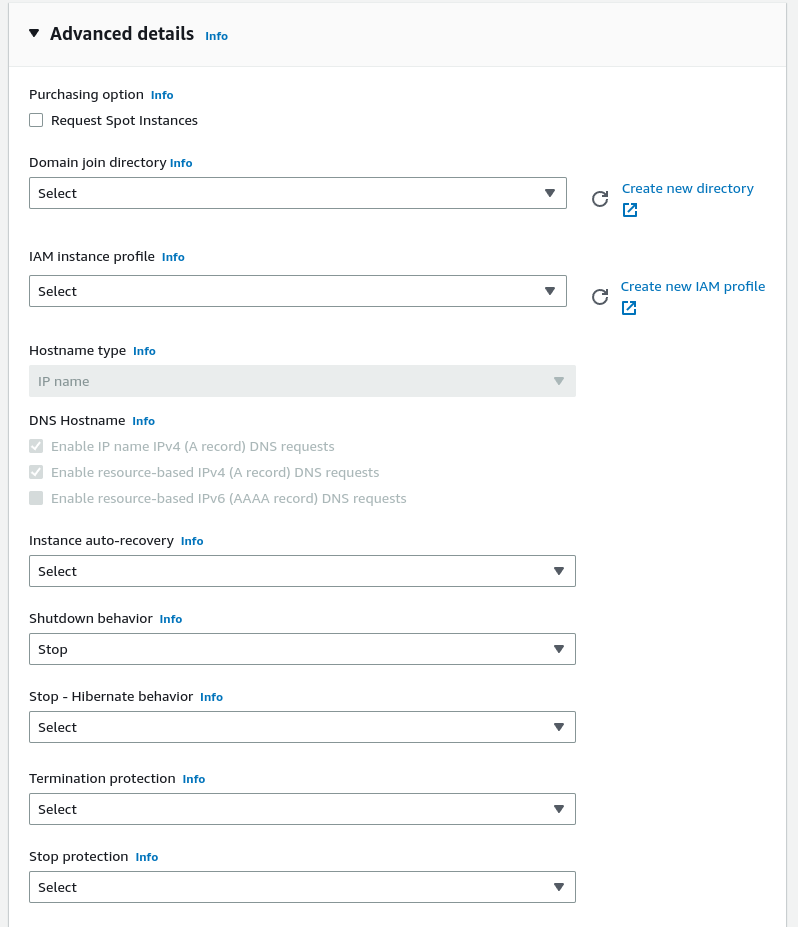 Advanced details Info
Purchasing option Info
Request Spot Instances
Domain join directory Info
Select
Create new directory
IAM instance profile Info
Select
Create new IAM profile
Hostname type Info
IP name
DNS Hostname Info
Enable IP name IPv4 (A record) DNS requests
Enable resource-based IPv4 (A record) DNS requests
Enable resource-based IPv6 (AAAA record) DNS requests
Instance auto-recovery Info
Select
Shutdown behavior Info
Stop
Stop - Hibernate behavior Info
Select
Termination protection Info
Select
Stop protection Info
Select